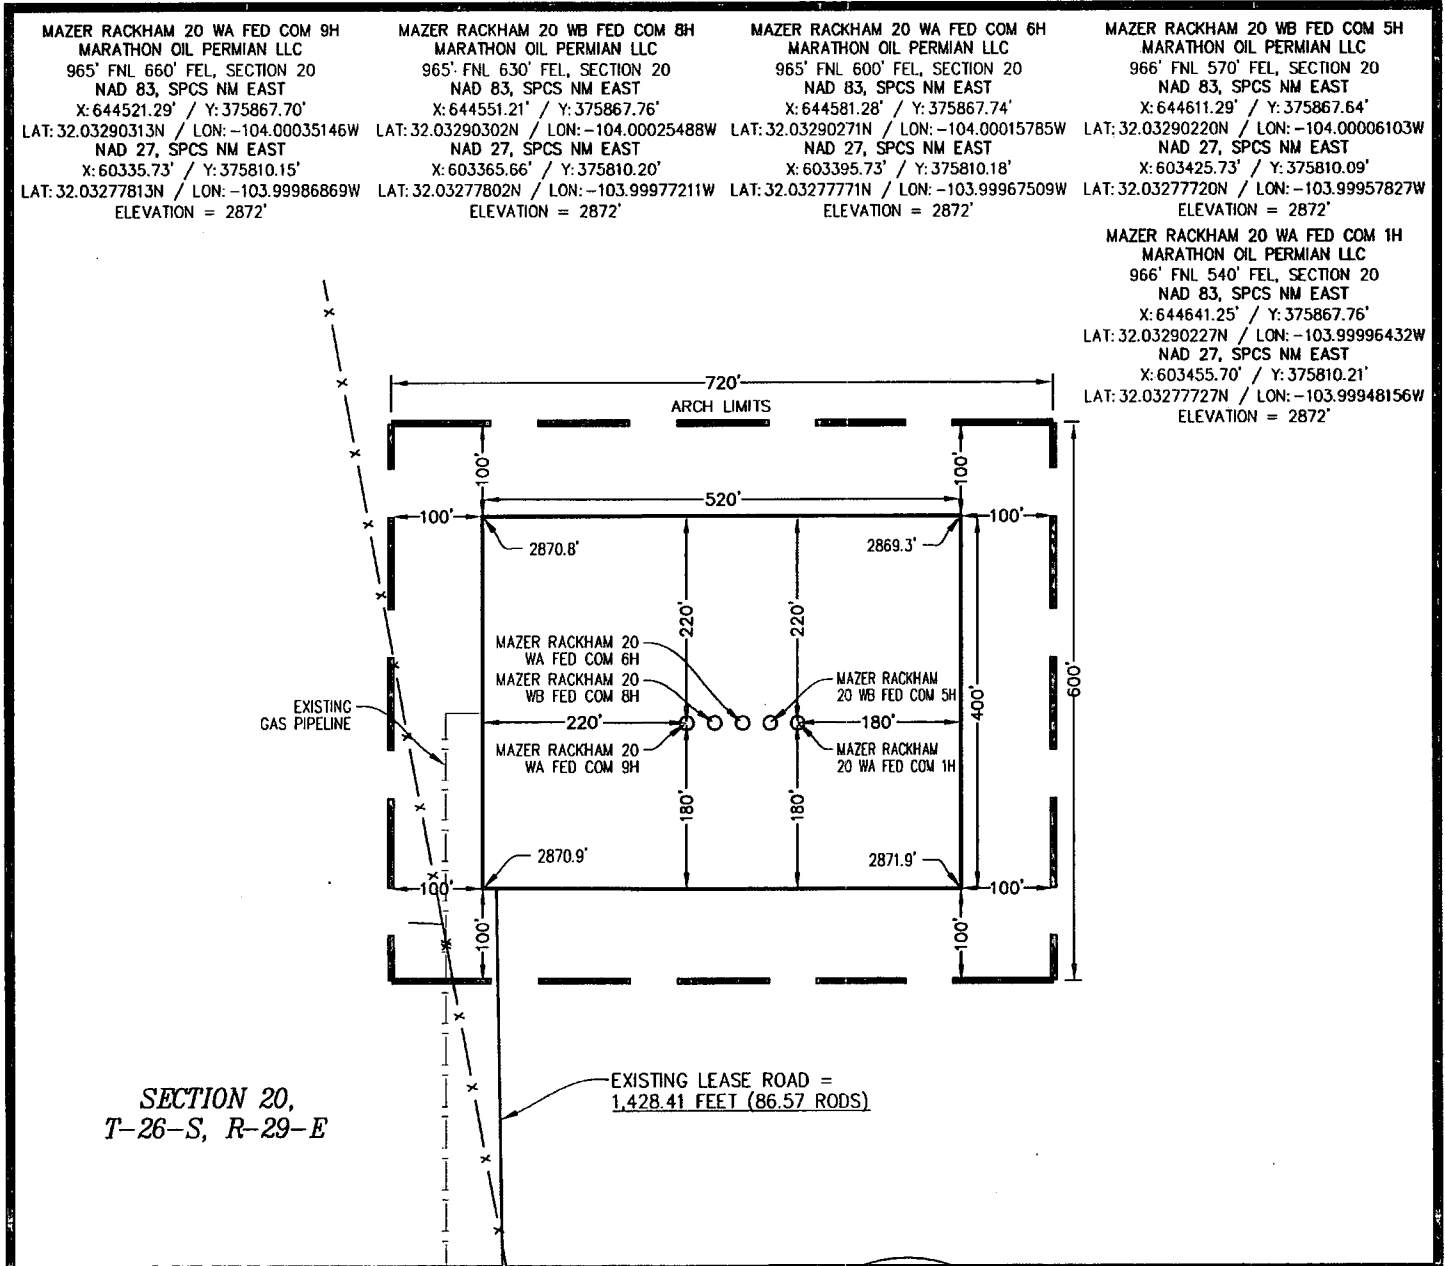 MAZER RACKHAM 20 WA FED COM 9H
MARATHON OIL PERMIAN LLC
965' FNL 660' FEL, SECTION 20
NAD 83, SPCS NM EAST
X: 644521.29' / Y: 375867.70'
LAT: 32.03290313N / LON: -104.00035146W
NAD 27, SPCS NM EAST
X: 60335.73' / Y: 375810.15'
LAT: 32.03277813N / LON: -103.99986869W
ELEVATION = 2872'
MAZER RACKHAM 20 WB FED COM 8H
MARATHON OIL PERMIAN LLC
965' FNL 630' FEL, SECTION 20
NAD 83, SPCS NM EAST
X: 644551.21' / Y: 375867.76'
LAT: 32.03290302N / LON: -104.00025488W
NAD 27, SPCS NM EAST
X: 603365.66' / Y: 375810.20'
LAT: 32.03277802N / LON: -103.99977211W
ELEVATION = 2872'
MAZER RACKHAM 20 WA FED COM 6H
MARATHON OIL PERMIAN LLC
965' FNL 600' FEL, SECTION 20
NAD 83, SPCS NM EAST
X: 644581.28' / Y: 375867.74'
LAT: 32.03290271N / LON: -104.00015785W
NAD 27, SPCS NM EAST
X: 603395.73' / Y: 375810.18'
LAT: 32.03277771N / LON: -103.99967509W
ELEVATION = 2872'
MAZER RACKHAM 20 WB FED COM 5H
MARATHON OIL PERMIAN LLC
966' FNL 570' FEL, SECTION 20
NAD 83, SPCS NM EAST
X: 644611.29' / Y: 375867.64'
LAT: 32.03290220N / LON: -104.00006103W
NAD 27, SPCS NM EAST
X: 603425.73' / Y: 375810.09'
LAT: 32.03277720N / LON: -103.99957827W
ELEVATION = 2872'
MAZER RACKHAM 20 WA FED COM 1H
MARATHON OIL PERMIAN LLC
966' FNL 540' FEL, SECTION 20
NAD 83, SPCS NM EAST
X: 644641.25' / Y: 375867.76'
LAT: 32.03290227N / LON: -103.99996432W
NAD 27, SPCS NM EAST
X: 603455.70' / Y: 375810.21'
LAT: 32.03277727N / LON: -103.99948156W
ELEVATION = 2872'
720'
ARCH LIMITS
100'
100'
520'
100'
100'
2870.8'
2869.3'
220'
220'
MAZER RACKHAM 20
WA FED COM 6H
MAZER RACKHAM 20
WB FED COM 8H
MAZER RACKHAM
20 WB FED COM 5H
600'
400'
EXISTING
GAS PIPELINE
220'
180'
MAZER RACKHAM 20
WA FED COM 9H
MAZER RACKHAM
20 WA FED COM 1H
180'
180'
2870.9'
2871.9'
100'
100'
100'
100'
EXISTING LEASE ROAD =
1,428.41 FEET (86.57 RODS)
SECTION 20,
T-26-S, R-29-E